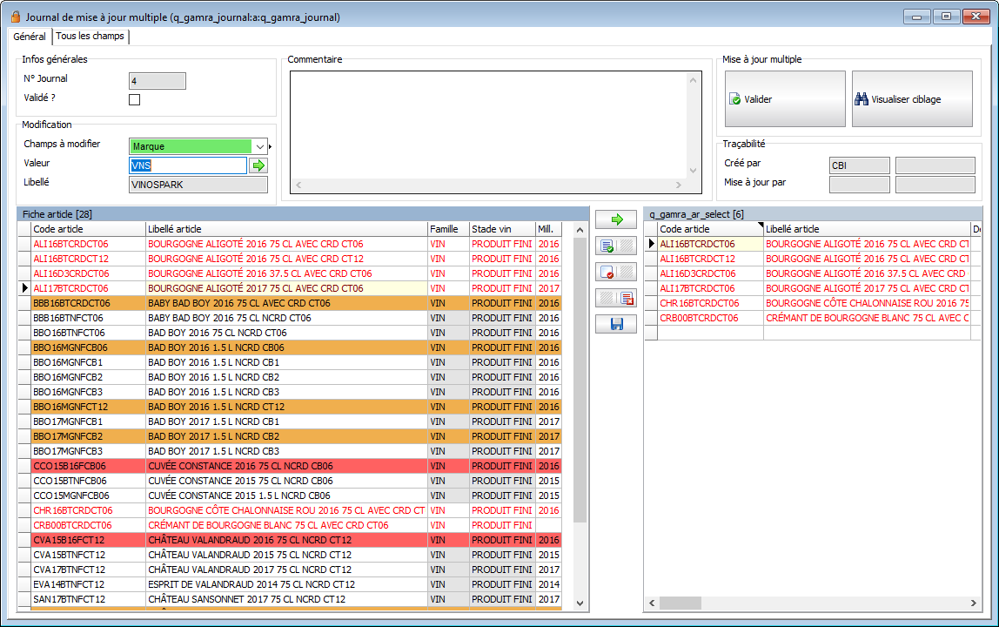 Journal de mise à jour multiple (q_gamra_journal:a:q_gamra_journal)
Général Tous les champs
Infos générales
N° Journal 4
Validé ?
Modification
Champs à modifier Marque
Valeur VNS
Libellé VINOSPARK
Commentaire
Mise à jour multiple
Valider Visualiser ciblage
Traçabilité
Créé par CBI
Mise à jour par
Fiche article [28]
Code article Libellé article Famille Stade vin Mill.
ALI16BTCRDCT06 BOURGOGNE ALIGOTÉ 2016 75 CL AVEC CRD CT06 VIN PRODUIT FINI 2016
ALI16BTCRDCT12 BOURGOGNE ALIGOTÉ 2016 75 CL AVEC CRD CT12 VIN PRODUIT FINI 2016
ALI16D3CRDCT06 BOURGOGNE ALIGOTÉ 2016 37.5 CL AVEC CRD CT06 VIN PRODUIT FINI 2016
ALI17BTCRDCT06 BOURGOGNE ALIGOTÉ 2017 75 CL AVEC CRD CT06 VIN PRODUIT FINI 2017
BBB16BTCRDCT06 BABY BAD BOY 2016 75 CL AVEC CRD CT06 VIN PRODUIT FINI 2016
BBB16BTNFCT06 BABY BAD BOY 2016 75 CL NCRD CT06 VIN PRODUIT FINI 2016
BBO16BTNFCT06 BAD BOY 2016 75 CL NCRD CT06 VIN PRODUIT FINI 2016
BBO16MGNFCB06 BAD BOY 2016 1.5 L NCRD CB06 VIN PRODUIT FINI 2016
BBO16MGNFCB1 BAD BOY 2016 1.5 L NCRD CB1 VIN PRODUIT FINI 2016
BBO16MGNFCB2 BAD BOY 2016 1.5 L NCRD CB2 VIN PRODUIT FINI 2016
BBO16MGNFCB3 BAD BOY 2016 1.5 L NCRD CB3 VIN PRODUIT FINI 2016
BBO16MGNFCT12 BAD BOY 2016 1.5 L NCRD CT12 VIN PRODUIT FINI 2016
BBO17MGNFCB1 BAD BOY 2017 1.5 L NCRD CB1 VIN PRODUIT FINI 2017
BBO17MGNFCB2 BAD BOY 2017 1.5 L NCRD CB2 VIN PRODUIT FINI 2017
BBO17MGNFCB3 BAD BOY 2017 1.5 L NCRD CB3 VIN PRODUIT FINI 2017
CCO15B16FCB06 CUVÉE CONSTANCE 2016 75 CL NCRD CB06 VIN PRODUIT FINI 2016
CCO15BTNFCB06 CUVÉE CONSTANCE 2015 75 CL NCRD CB06 VIN PRODUIT FINI 2015
CCO15MGNFCB06 CUVÉE CONSTANCE 2015 1.5 L NCRD CB06 VIN PRODUIT FINI 2015
CHR16BTCRDCT06 BOURGOGNE CÔTE CHALONNAISE ROU 2016 75 CL AVEC CRD CT VIN PRODUIT FINI 2016
CRB00BTCRDCT06 CRÉMANT DE BOURGOGNE BLANC 75 CL AVEC CRD CT06 VIN PRODUIT FINI
CVA15B16FCT12 CHÂTEAU VALANDRAUD 2016 75 CL NCRD CT12 VIN PRODUIT FINI 2016
CVA15BTNFCT12 CHÂTEAU VALANDRAUD 2015 75 CL NCRD CT12 VIN PRODUIT FINI 2015
CVA17BTNFCT12 CHÂTEAU VALANDRAUD 2017 75 CL NCRD CT12 VIN PRODUIT FINI 2017
EVA14BTNFCT12 ESPRIT DE VALANDRAUD 2014 75 CL NCRD CT12 VIN PRODUIT FINI 2014
SAN17BTNFCT12 CHÂTEAU SANSONNET 2017 75 CL NCRD CT12 VIN PRODUIT FINI 2017
q_gamra_ar_select [6]
Code article Libellé article De
ALI16BTCRDCT06 BOURGOGNE ALIGOTÉ 2016 75 CL AVEC CRD CT
ALI16BTCRDCT12 BOURGOGNE ALIGOTÉ 2016 75 CL AVEC CRD CT
ALI16D3CRDCT06 BOURGOGNE ALIGOTÉ 2016 37.5 CL AVEC CRD
ALI17BTCRDCT06 BOURGOGNE ALIGOTÉ 2017 75 CL AVEC CRD CT
CHR16BTCRDCT06 BOURGOGNE CÔTE CHALONNAISE ROU 2016 75
CRB00BTCRDCT06 CRÉMANT DE BOURGOGNE BLANC 75 CL AVEC C